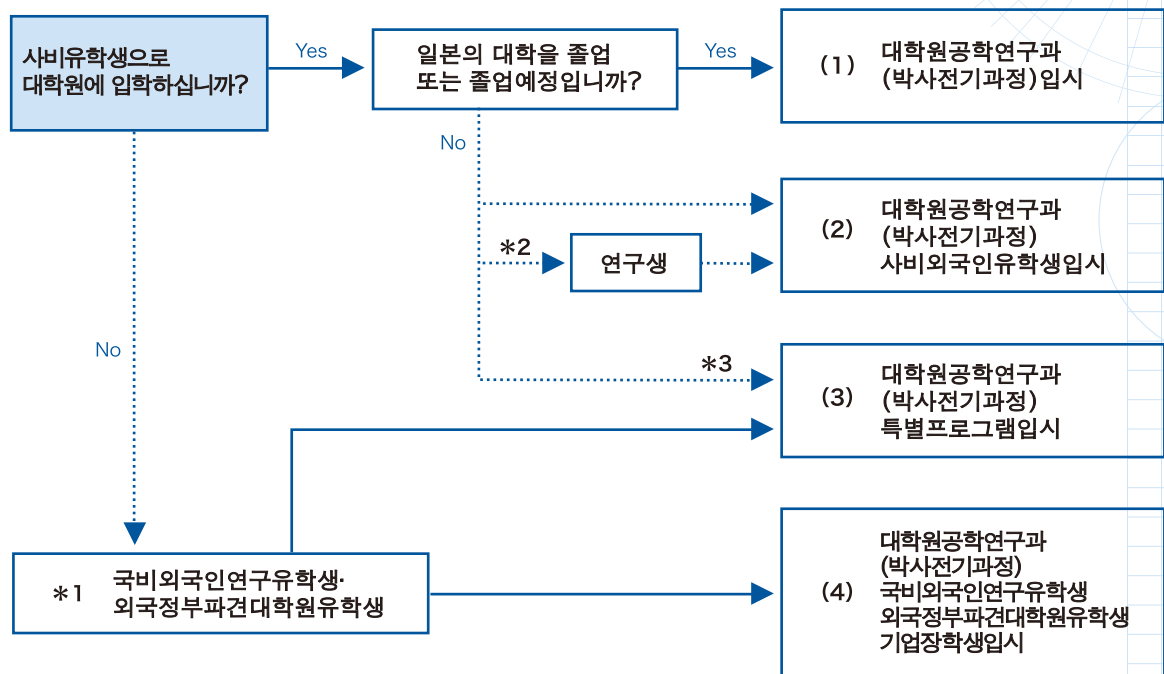 사비유학생으로
대학원에 입학하십니까?
Yes
일본의 대학을 졸업
또는 졸업예정입니까?
Yes
(1) 대학원공학연구과
(박사전기과정)입시
No
(2) 대학원공학연구과
(박사전기과정)
사비외국인유학생입시
*2
연구생
No
*3
(3) 대학원공학연구과
(박사전기과정)
특별프로그램입시
*1 국비외국인연구유학생·
외국정부파견대학원유학생
(4) 대학원공학연구과
(박사전기과정)
국비외국인연구유학생
외국정부파견대학원유학생
기업장학생입시